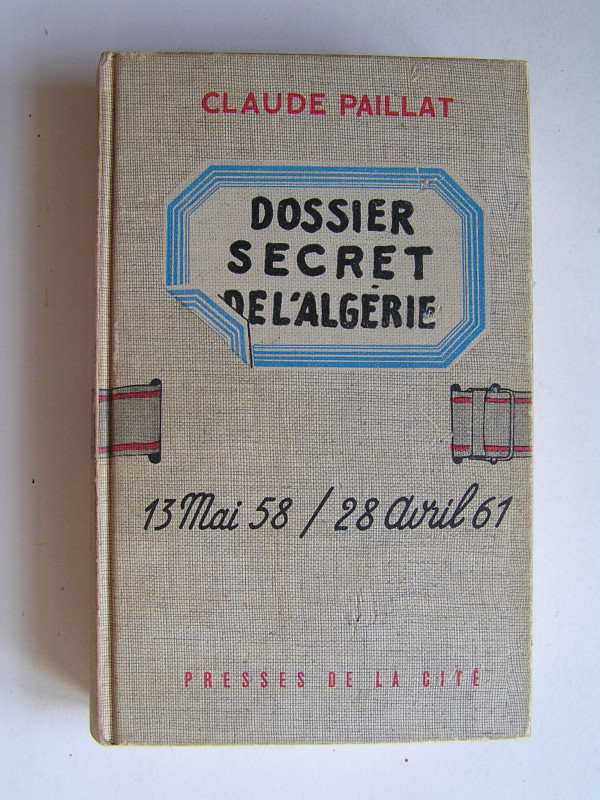 CLAUDE PAILLAT
DOSSIER
SECRET
DE L'ALGÉRIE
13 Mai 58 / 28 Avril 61
PRESSES DE LA CITÉ